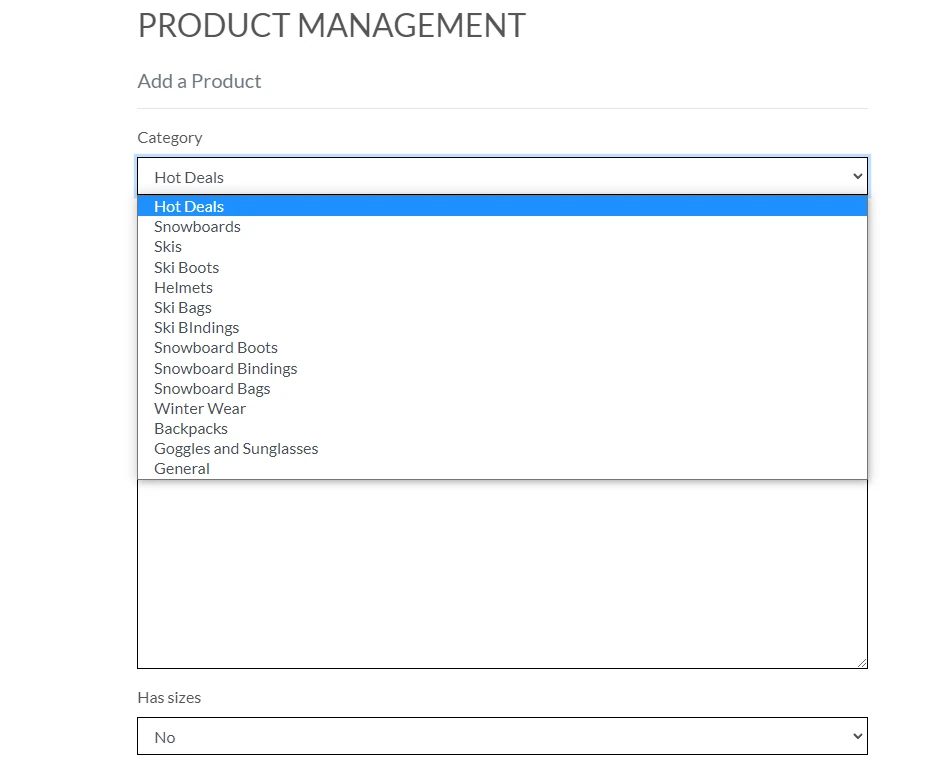 PRODUCT MANAGEMENT
Add a Product
Category
Hot Deals
Hot Deals
Snowboards
Skis
Ski Boots
Helmets
Ski Bags
Ski BIndings
Snowboard Boots
Snowboard Bindings
Snowboard Bags
Winter Wear
Backpacks
Goggles and Sunglasses
General
Has sizes
No